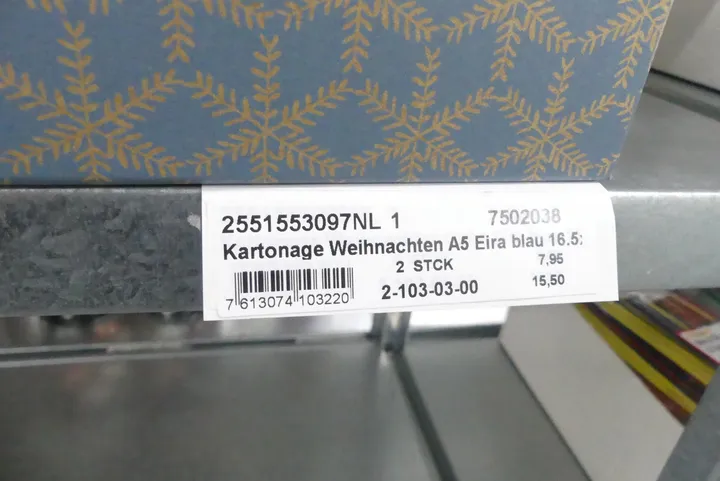 2551553097NL 1 7502038
Kartonage Weihnachten A5 Eira blau 16.5:
2 STCK 7,95
7 613074 103220 2-103-03-00 15,50